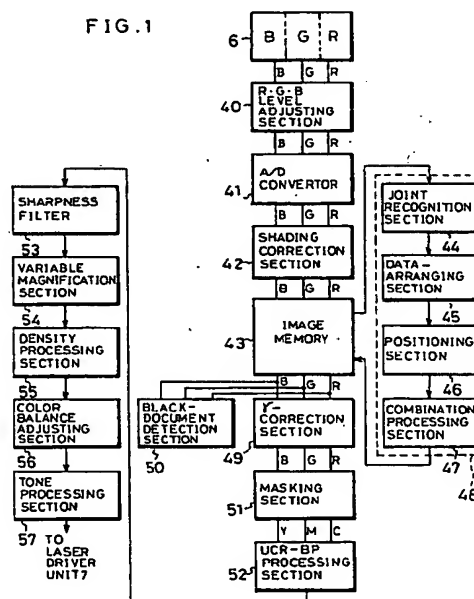 FIG.1
6
B G R
B G R
40
R·G·B
LEVEL
ADJUSTING
SECTION
B G R
41
A/D
CONVERTOR
B G R
42
SHADING
CORRECTION
SECTION
B G R
43
IMAGE
MEMORY
JOINT
RECOGNITION
SECTION
44
DATA-
ARRANGING
SECTION
45
POSITIONING
SECTION
46
COMBINATION
PROCESSING
SECTION
47
48
B G R
BLACK-
DOCUMENT
DETECTION
SECTION
50
γ-
CORRECTION
SECTION
49
B G R
MASKING
SECTION
51
Y M C
UCR-BP
PROCESSING
SECTION
52
SHARPNESS
FILTER
53
VARIABLE
MAGNIFICATION
SECTION
54
DENSITY
PROCESSING
SECTION
55
COLOR
BALANCE
ADJUSTING
SECTION
56
TONE
PROCESSING
SECTION
57
TO
LASER
DRIVER
UNIT7